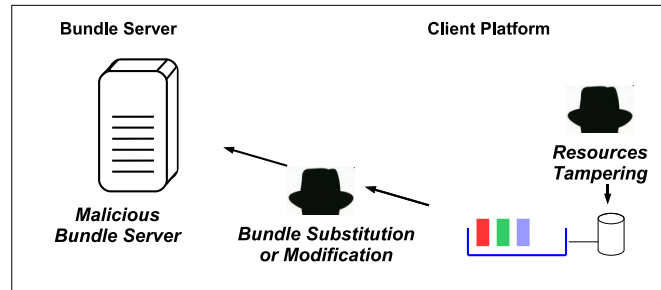 Bundle Server
Client Platform
Resources
Tampering
Malicious
Bundle Server
Bundle Substitution
or Modification